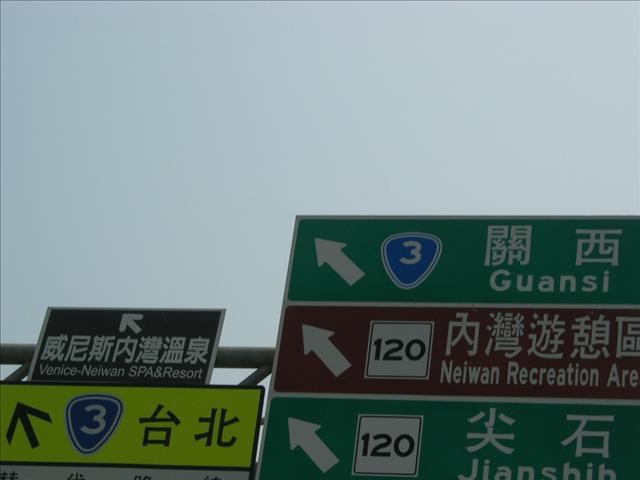 威尼斯內灣溫泉
Venice-Neiwan SPA&Resort
3 台北
3 關西
Guansi
120 內灣遊憩區
Neiwan Recreation Are
120 尖石
Jianshih